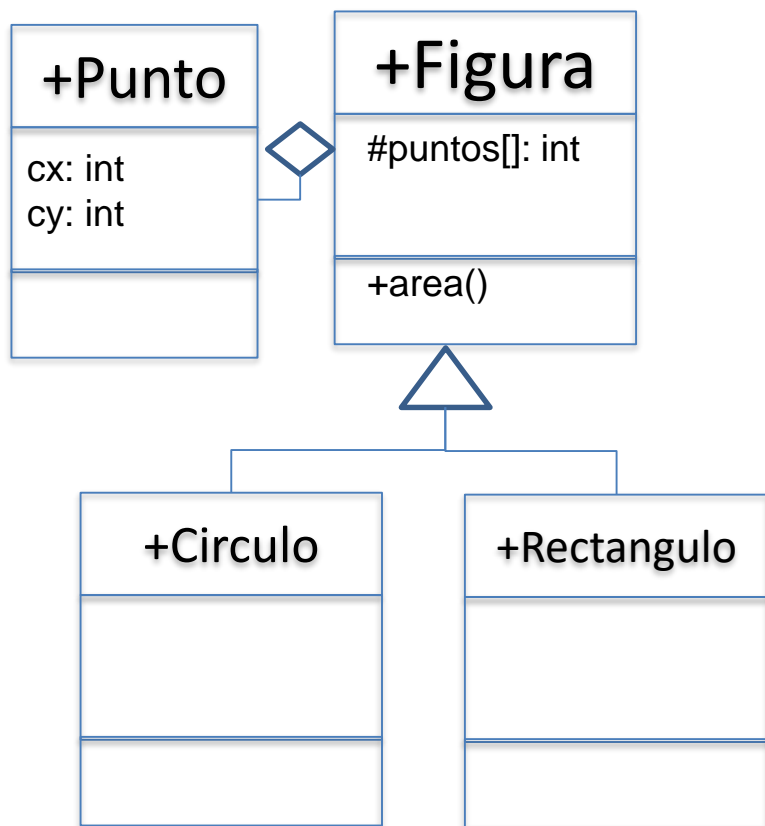 +Punto
cx: int
cy: int
+Figura
#puntos[]: int
+area()
+Circulo
+Rectangulo